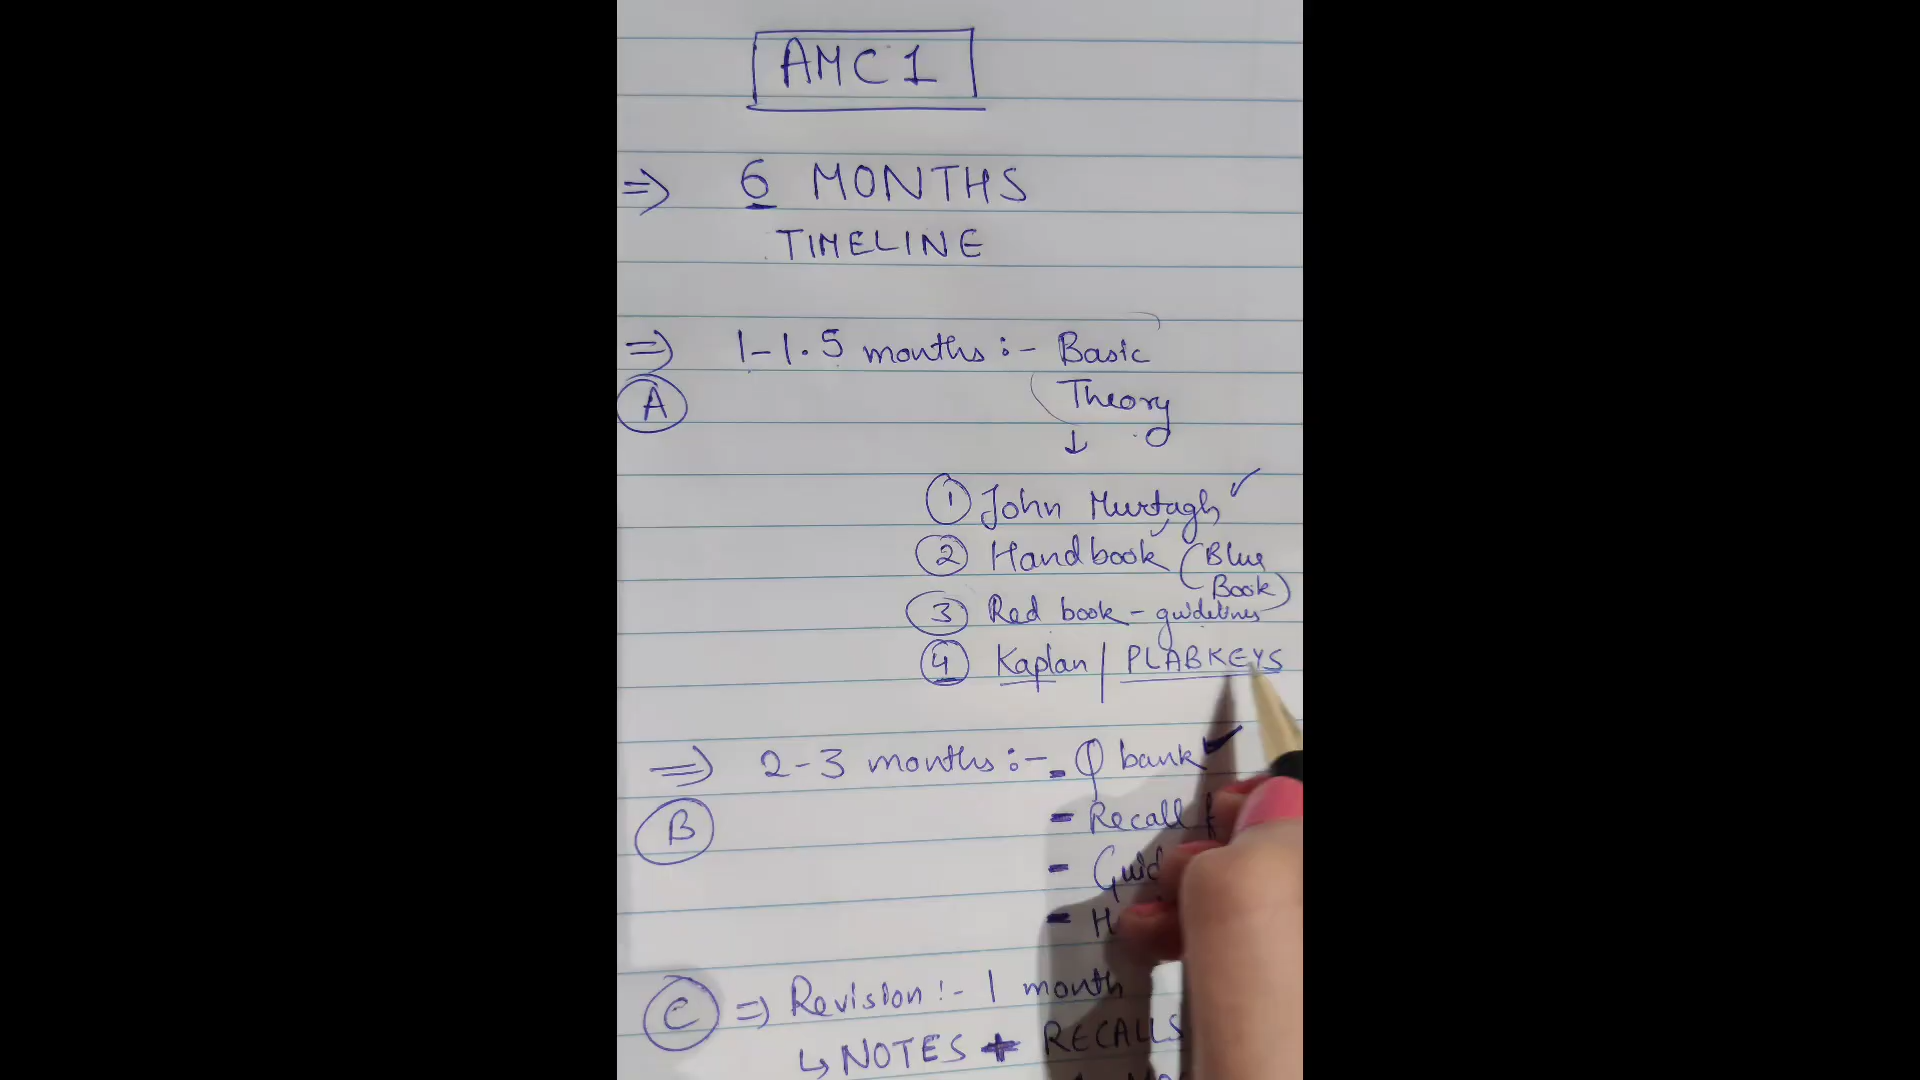 AMC 1
⇒ 6 MONTHS
TIMELINE
⇒ 1-1.5 months :- Basic
A Theory
↓
① John Murtagh ✓
② Handbook (Blue
Book)
③ Red book - guidelines
④ Kaplan / PLABKEYS
⇒ 2-3 months :- - Q bank ✓
B - Recall
-
-
C ⇒ Revision :- 1 month
↳ NOTES + RECALLS